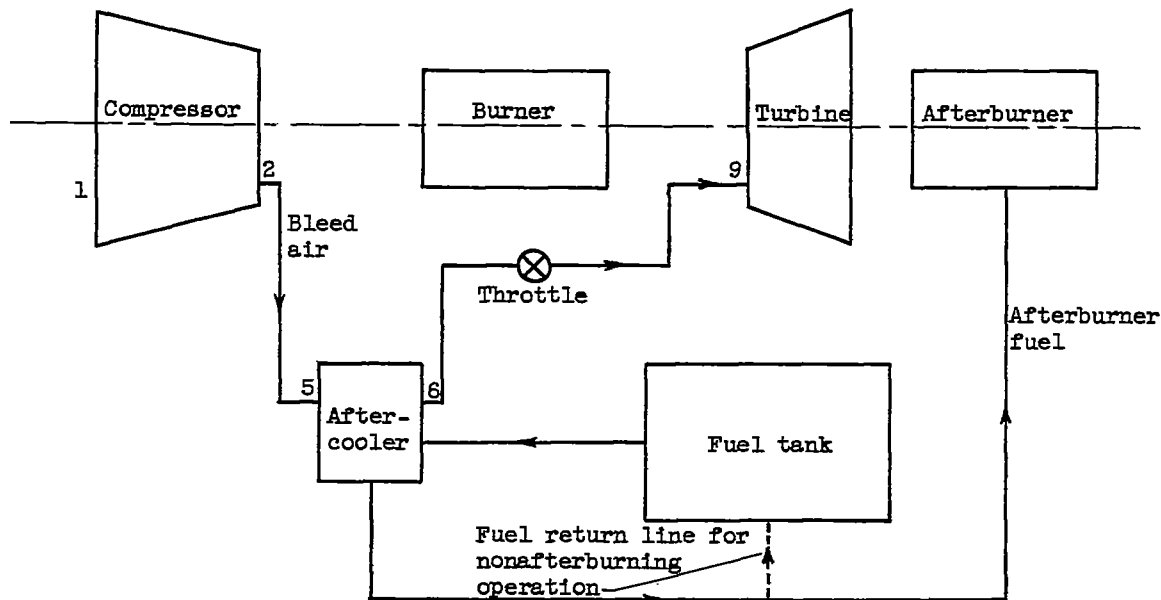 Compressor
Burner
Turbine
Afterburner
1
2
9
Bleed
air
Throttle
Afterburner
fuel
5
6
After-
cooler
Fuel tank
Fuel return line for
nonafterburning
operation